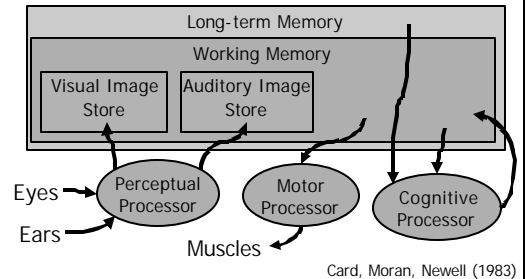 Long-term Memory
Working Memory
Visual Image
Store
Auditory Image
Store
Eyes
Ears
Perceptual
Processor
Motor
Processor
Cognitive
Processor
Muscles
Card, Moran, Newell (1983)